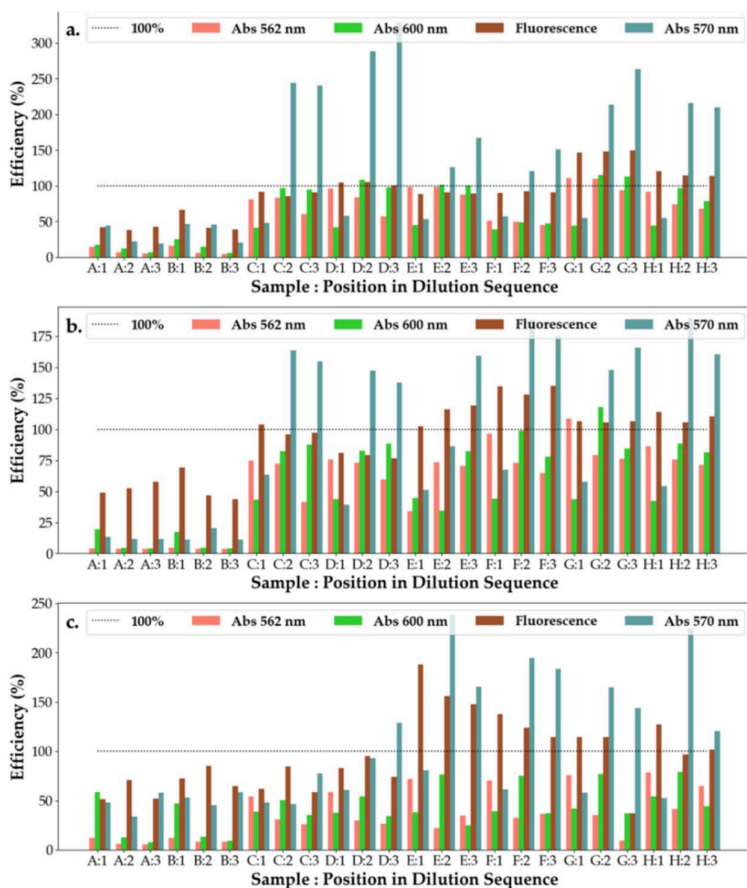 a.
100%
Abs 562 nm
Abs 600 nm
Fluorescence
Abs 570 nm
Efficiency (%)
300
250
200
150
100
50
0
A:1 A:2 A:3 B:1 B:2 B:3 C:1 C:2 C:3 D:1 D:2 D:3 E:1 E:2 E:3 F:1 F:2 F:3 G:1 G:2 G:3 H:1 H:2 H:3
Sample : Position in Dilution Sequence
b.
100%
Abs 562 nm
Abs 600 nm
Fluorescence
Abs 570 nm
Efficiency (%)
175
150
125
100
75
50
25
0
A:1 A:2 A:3 B:1 B:2 B:3 C:1 C:2 C:3 D:1 D:2 D:3 E:1 E:2 E:3 F:1 F:2 F:3 G:1 G:2 G:3 H:1 H:2 H:3
Sample : Position in Dilution Sequence
c.
100%
Abs 562 nm
Abs 600 nm
Fluorescence
Abs 570 nm
Efficiency (%)
250
200
150
100
50
0
A:1 A:2 A:3 B:1 B:2 B:3 C:1 C:2 C:3 D:1 D:2 D:3 E:1 E:2 E:3 F:1 F:2 F:3 G:1 G:2 G:3 H:1 H:2 H:3
Sample : Position in Dilution Sequence